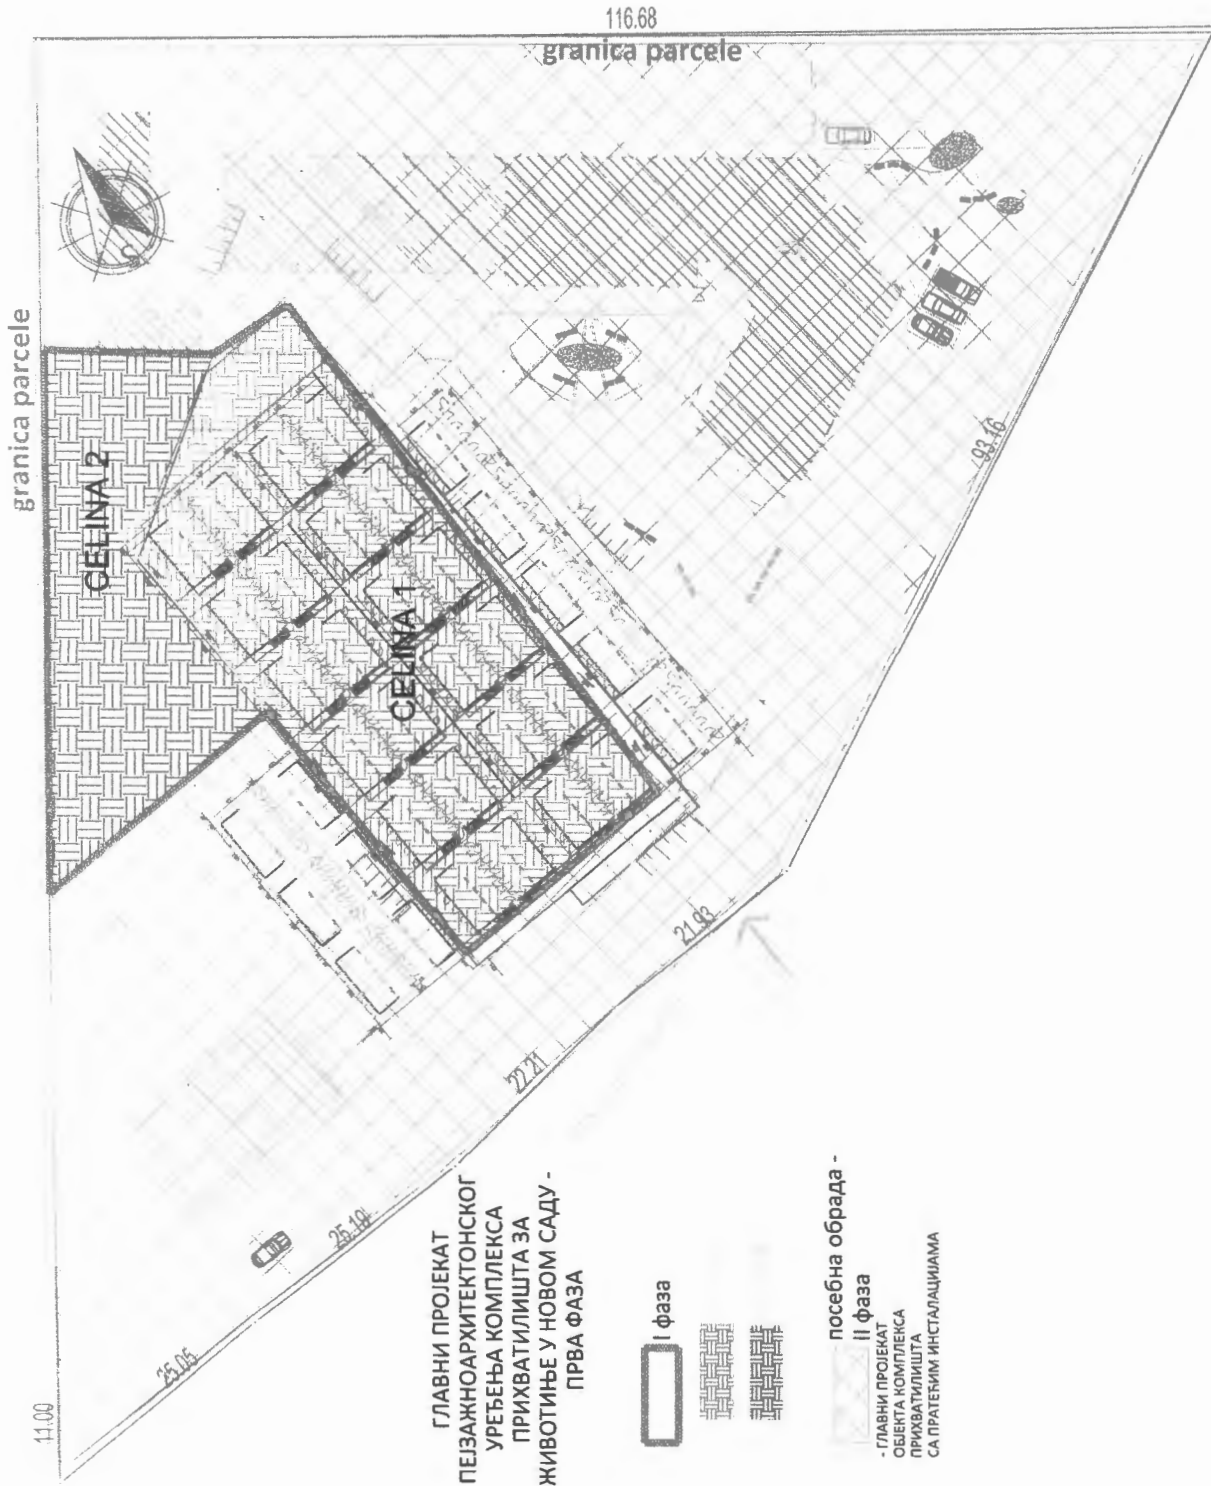 116.68
granica parcele
granica parcele
CELINA 2
CELINA 1
93.16
21.93
22.21
25.19
25.05
11.00
ГЛАВНИ ПРОЈЕКАТ
ПЕЈЗАЖНОАРХИТЕКТОНСКОГ
УРЕЂЕЊА КОМПЛЕКСА
ПРИХВАТИЛИШТА ЗА
ЖИВОТИЊЕ У НОВОМ САДУ -
ПРВА ФАЗА
I фаза
посебна обрада -
II фаза
- ГЛАВНИ ПРОЈЕКАТ
ОБЈЕКТА КОМПЛЕКСА
ПРИХВАТИЛИШТА
СА ПРАТЕЋИМ ИНСТАЛАЦИЈАМА